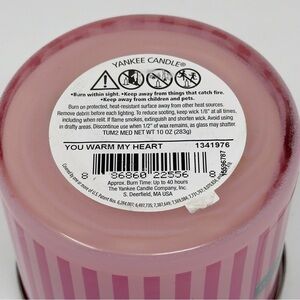 YANKEE CANDLE®
•Burn within sight. •Keep away from things that catch fire.
•Keep away from children and pets.
Burn on protected, heat-resistant surface away from other heat sources.
Remove debris before each lighting. To reduce sooting, keep wick 1/8" at all times,
including when relit. If flame smokes, extinguish and shorten wick. Avoid using
in drafty areas. Discontinue use when 1/2" of wax remains, as glass may shatter.
TUM2 MED NET WT 10 OZ (283g)
YOU WARM MY HEART 1341976
8 86860 22556 8
Approx. Burn Time: Up to 40 hours
The Yankee Candle Company, Inc.
S. Deerfield, MA USA